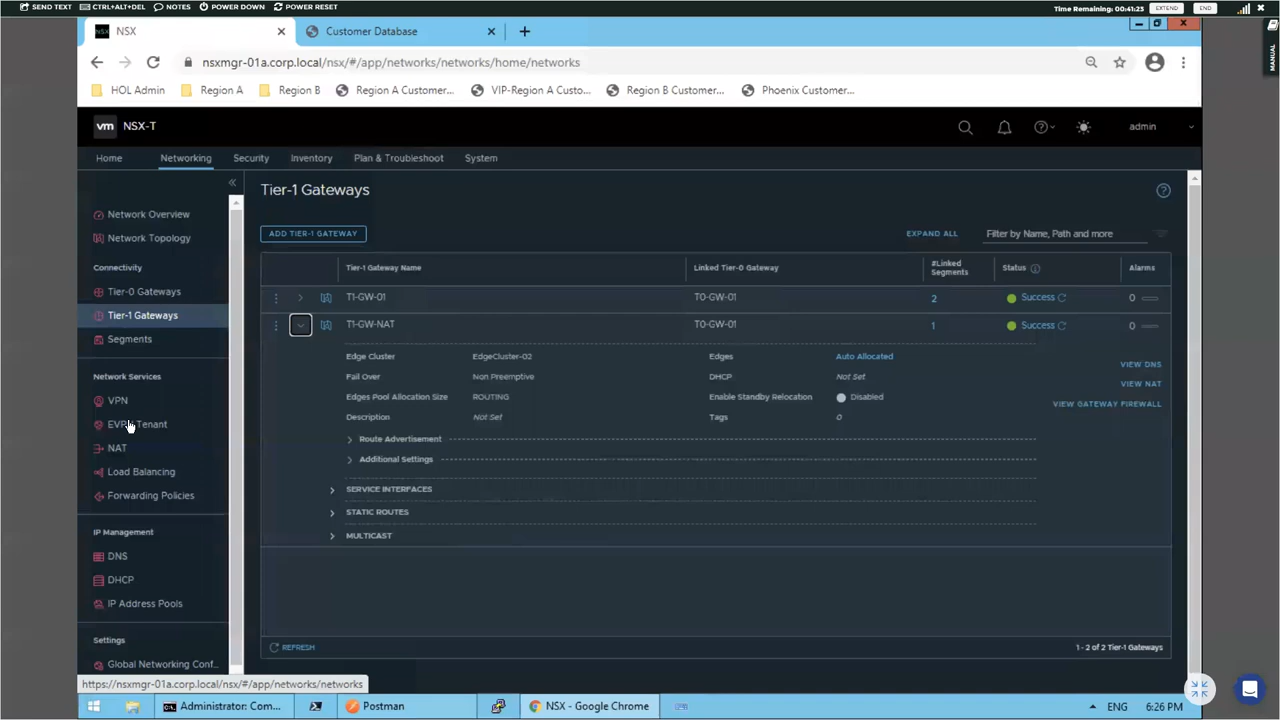 SEND TEXT CTRL+ALT+DEL NOTES POWER DOWN POWER RESET Time Remaining: 00:41:23 EXTEND END
MANUAL
NSX NSX Customer Database
nsxmgr-01a.corp.local/nsx/#/app/networks/networks/home/networks
HOL Admin Region A Region B Region A Customer... VIP-Region A Custo... Region B Customer... Phoenix Customer...
vm NSX-T admin
Home Networking Security Inventory Plan & Troubleshoot System
Network Overview
Network Topology
Connectivity
Tier-0 Gateways
Tier-1 Gateways
Segments
Network Services
VPN
EVPN Tenant
NAT
Load Balancing
Forwarding Policies
IP Management
DNS
DHCP
IP Address Pools
Settings
Global Networking Conf...
Tier-1 Gateways
ADD TIER-1 GATEWAY EXPAND ALL Filter by Name, Path and more
Tier-1 Gateway Name Linked Tier-0 Gateway #Linked Segments Status Alarms
T1-GW-01 T0-GW-01 2 Success 0
T1-GW-NAT T0-GW-01 1 Success 0
Edge Cluster EdgeCluster-02 Edges Auto Allocated VIEW DNS
Fail Over Non Preemptive DHCP Not Set VIEW NAT
Edges Pool Allocation Size ROUTING Enable Standby Relocation Disabled VIEW GATEWAY FIREWALL
Description Not Set Tags 0
Route Advertisement
Additional Settings
SERVICE INTERFACES
STATIC ROUTES
MULTICAST
REFRESH 1 - 2 of 2 Tier-1 Gateways
https://nsxmgr-01a.corp.local/nsx/#/app/networks/networks
Administrator: Com... Postman NSX - Google Chrome ENG 6:26 PM